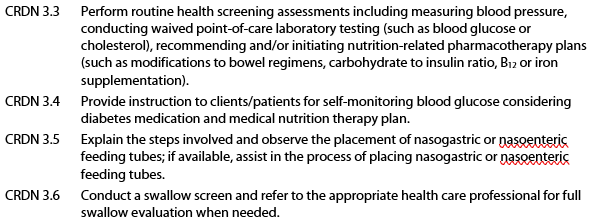 CRDN 3.3 Perform routine health screening assessments including measuring blood pressure,
conducting waived point-of-care laboratory testing (such as blood glucose or
cholesterol), recommending and/or initiating nutrition-related pharmacotherapy plans
(such as modifications to bowel regimens, carbohydrate to insulin ratio, B12 or iron
supplementation).
CRDN 3.4 Provide instruction to clients/patients for self-monitoring blood glucose considering
diabetes medication and medical nutrition therapy plan.
CRDN 3.5 Explain the steps involved and observe the placement of nasogastric or nasoenteric
feeding tubes; if available, assist in the process of placing nasogastric or nasoenteric
feeding tubes.
CRDN 3.6 Conduct a swallow screen and refer to the appropriate health care professional for full
swallow evaluation when needed.